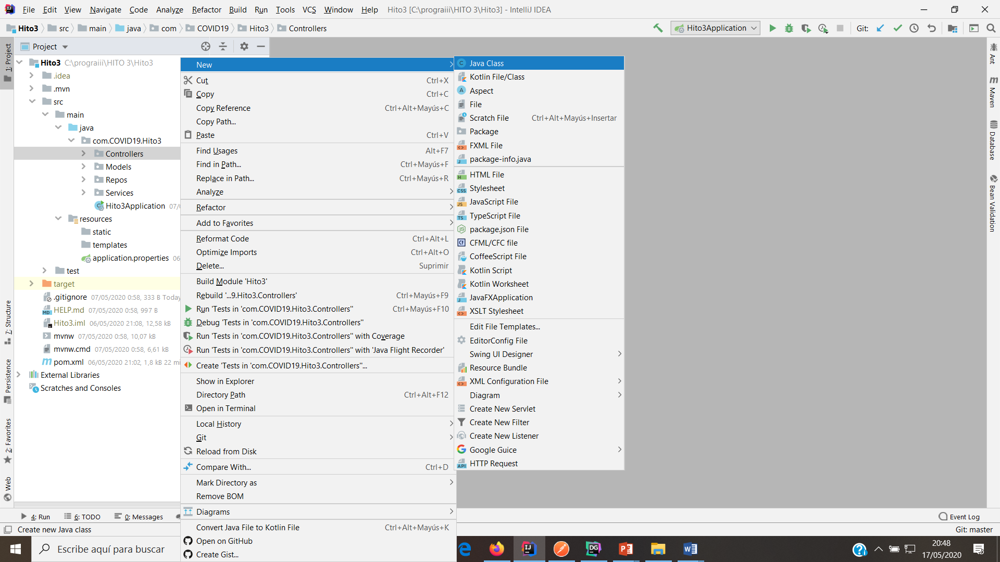 File Edit View Navigate Code Analyze Refactor Build Run Tools VCS Window Help Hito3 [C:\prograiii\HITO 3\Hito3] - IntelliJ IDEA
Hito3 src main java com COVID19 Hito3 Controllers Hito3Application Git:
1: Project
7: Structure
Persistence
2: Favorites
Web
Project
Hito3 C:\prograiii\HITO 3\Hito3
.idea
.mvn
src
main
java
com.COVID19.Hito3
Controllers
Models
Repos
Services
Hito3Application 07/
resources
static
templates
application.properties 06
test
target
.gitignore 07/05/2020 0:58, 333 B Today
HELP.md 07/05/2020 0:58, 997 B
Hito3.iml 06/05/2020 21:08, 12,58 kB
mvnw 07/05/2020 0:58, 10,07 kB
mvnw.cmd 07/05/2020 0:58, 6,61 kB
pom.xml 06/05/2020 21:02, 1,8 kB 22 mi
External Libraries
Scratches and Consoles
New
Cut Ctrl+X
Copy Ctrl+C
Copy Reference Ctrl+Alt+Mayús+C
Copy Path...
Paste Ctrl+V
Find Usages Alt+F7
Find in Path... Ctrl+Mayús+F
Replace in Path... Ctrl+Mayús+R
Analyze
Refactor
Add to Favorites
Reformat Code Ctrl+Alt+L
Optimize Imports Ctrl+Alt+O
Delete... Suprimir
Build Module 'Hito3'
Rebuild '...9.Hito3.Controllers' Ctrl+Mayús+F9
Run 'Tests in 'com.COVID19.Hito3.Controllers'' Ctrl+Mayús+F10
Debug 'Tests in 'com.COVID19.Hito3.Controllers''
Run 'Tests in 'com.COVID19.Hito3.Controllers'' with Coverage
Run 'Tests in 'com.COVID19.Hito3.Controllers'' with 'Java Flight Recorder'
Create 'Tests in 'com.COVID19.Hito3.Controllers''...
Show in Explorer
Directory Path Ctrl+Alt+F12
Open in Terminal
Local History
Git
Reload from Disk
Compare With... Ctrl+D
Mark Directory as
Remove BOM
Diagrams
Convert Java File to Kotlin File Ctrl+Alt+Mayús+K
Open on GitHub
Create Gist...
Java Class
Kotlin File/Class
Aspect
File
Scratch File Ctrl+Alt+Mayús+Insertar
Package
FXML File
package-info.java
HTML File
Stylesheet
JavaScript File
TypeScript File
package.json File
CFML/CFC file
CoffeeScript File
Kotlin Script
Kotlin Worksheet
JavaFXApplication
XSLT Stylesheet
Edit File Templates...
EditorConfig File
Swing UI Designer
Resource Bundle
XML Configuration File
Diagram
Create New Servlet
Create New Filter
Create New Listener
Google Guice
HTTP Request
Ant
Maven
Database
Bean Validation
4: Run 6: TODO 0: Messages Event Log
Create new Java class Git: master
Escribe aquí para buscar
20:48
17/05/2020